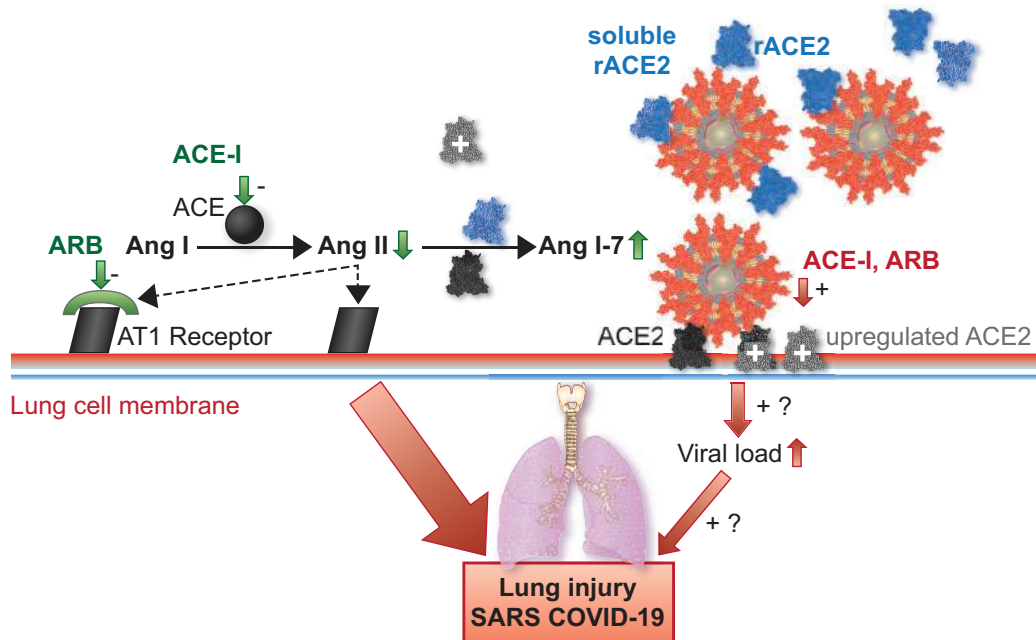 soluble
rACE2
rACE2
+
ACE-I
-
ACE
ARB
-
Ang I
Ang II
Ang I-7
ACE-I, ARB
+
AT1 Receptor
ACE2
+
+
upregulated ACE2
Lung cell membrane
+ ?
Viral load
+ ?
Lung injury
SARS COVID-19